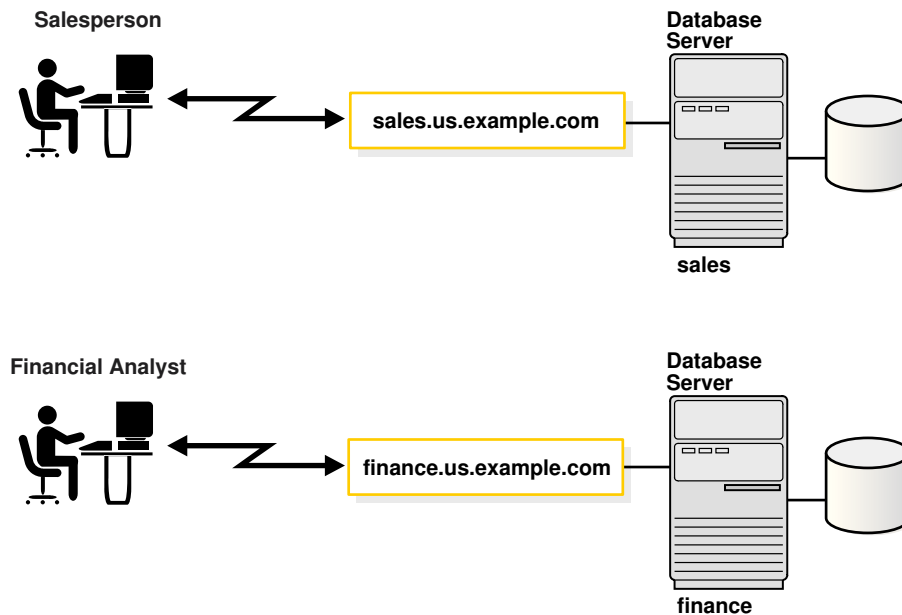 Salesperson
Database
Server
sales.us.example.com
sales
Financial Analyst
Database
Server
finance.us.example.com
finance